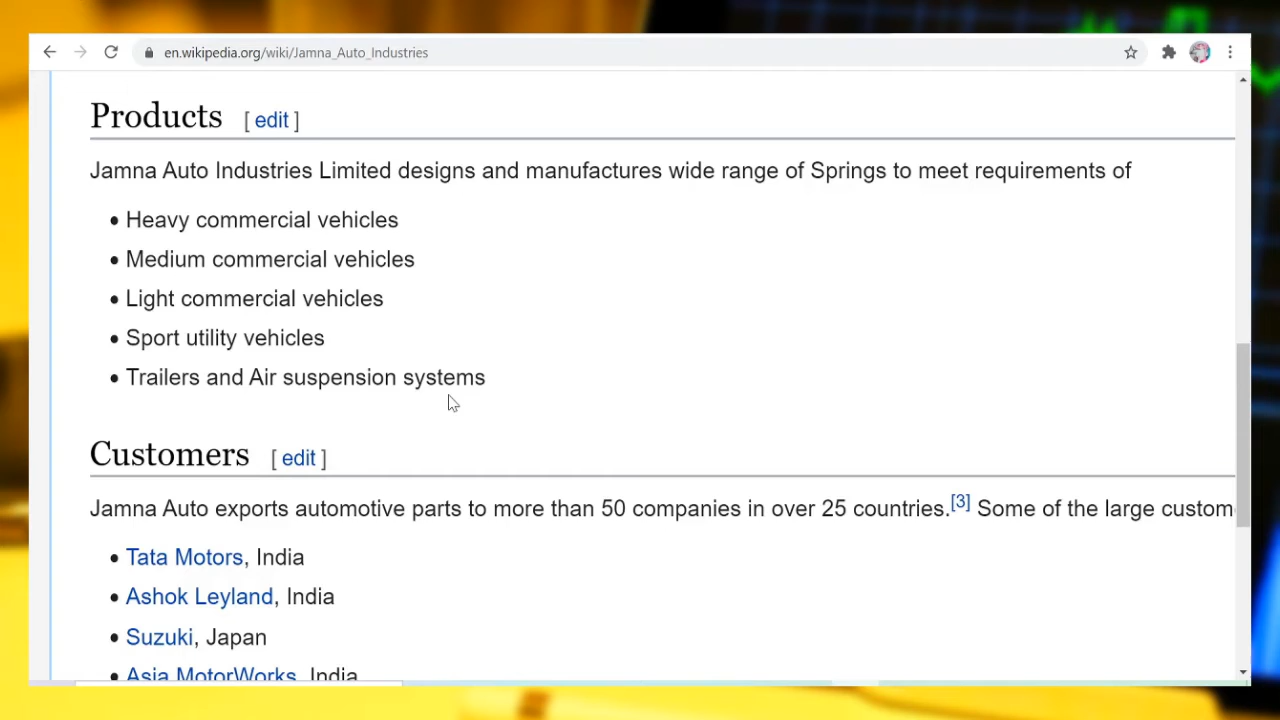 en.wikipedia.org/wiki/Jamna_Auto_Industries
Products [ edit ]
Jamna Auto Industries Limited designs and manufactures wide range of Springs to meet requirements of
• Heavy commercial vehicles
• Medium commercial vehicles
• Light commercial vehicles
• Sport utility vehicles
• Trailers and Air suspension systems
Customers [ edit ]
Jamna Auto exports automotive parts to more than 50 companies in over 25 countries.[3] Some of the large custom
• Tata Motors, India
• Ashok Leyland, India
• Suzuki, Japan
• Asia MotorWorks, India